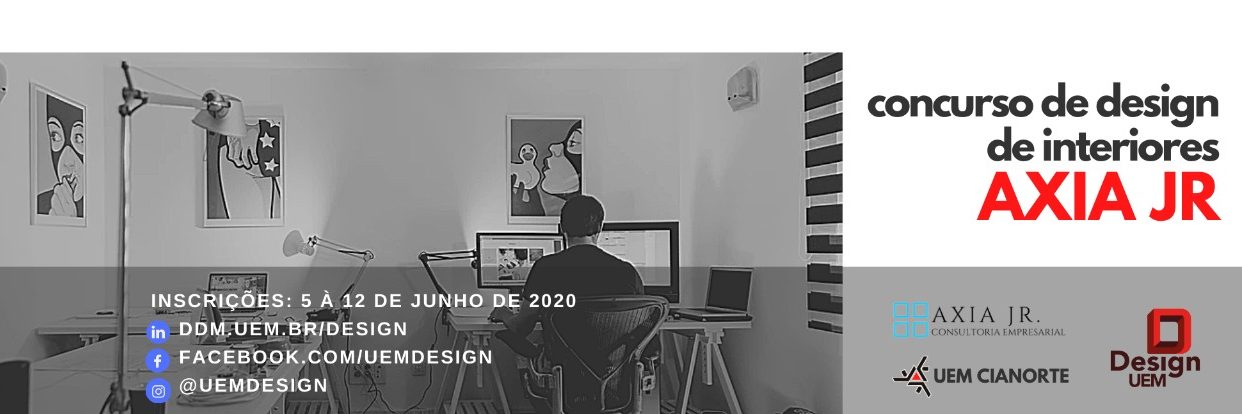 concurso de design
de interiores
AXIA JR
INSCRIÇÕES: 5 À 12 DE JUNHO DE 2020
in DDM.UEM.BR/DESIGN
f FACEBOOK.COM/UEMDESIGN
@UEMDESIGN
AXIA JR.
CONSULTORIA EMPRESARIAL
UEM CIANORTE
Design
UEM